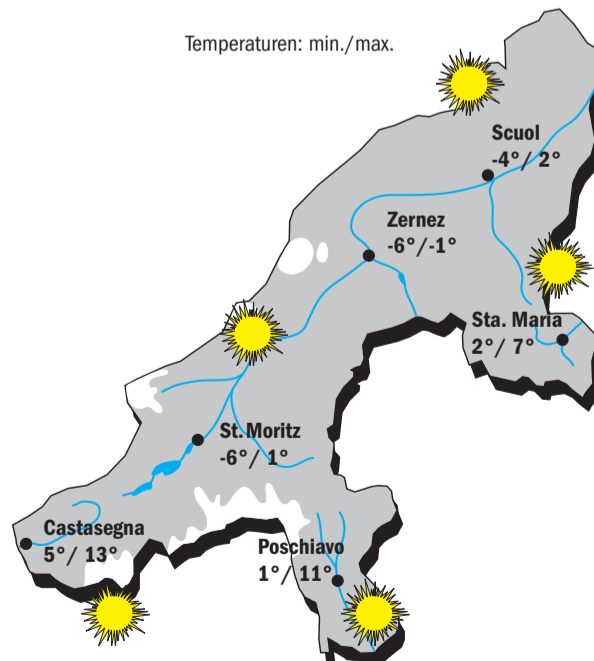 Temperaturen: min./max.
Scuol
-4°/ 2°
Zernez
-6°/-1°
Sta. Maria
2°/ 7°
St. Moritz
-6°/ 1°
Castasegna
5°/ 13°
Poschiavo
1°/ 11°